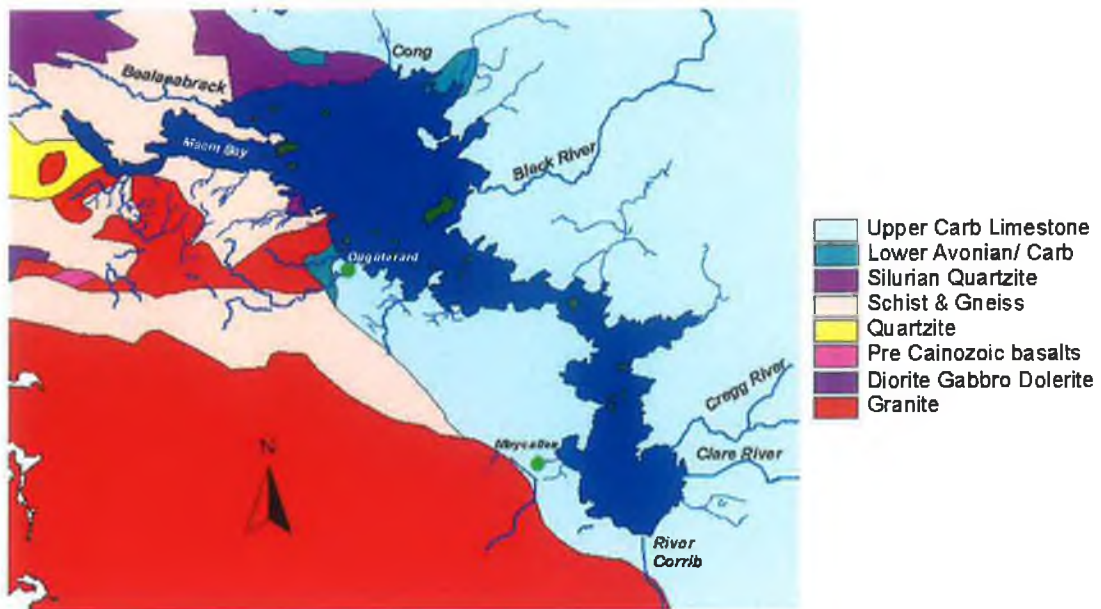 Cong
Bealanabrack
Maam Bay
Black River
Oughterard
Cregg River
Clare River
Moycullen
N
River
Corrib
Upper Carb Limestone
Lower Avonian/ Carb
Silurian Quartzite
Schist & Gneiss
Quartzite
Pre Cainozoic basalts
Diorite Gabbro Dolerite
Granite